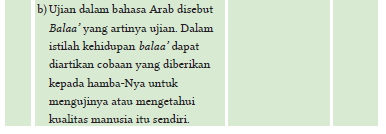 b) Ujian dalam bahasa Arab disebut
Balaa’ yang artinya ujian. Dalam
istilah kehidupan balaa’ dapat
diartikan cobaan yang diberikan
kepada hamba-Nya untuk
mengujinya atau mengetahui
kualitas manusia itu sendiri.